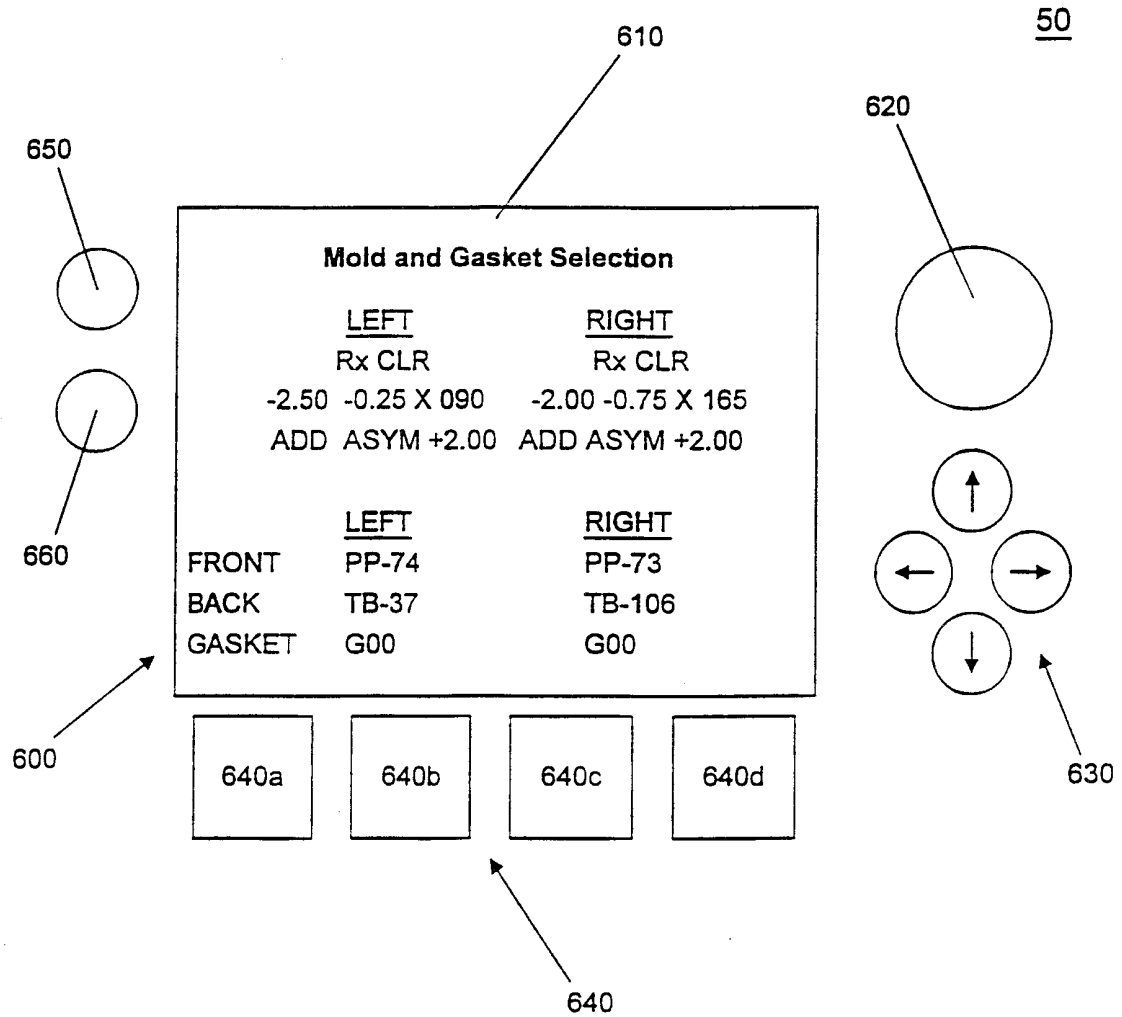 50
610
620
650
Mold and Gasket Selection
LEFT RIGHT
Rx CLR Rx CLR
-2.50 -0.25 X 090 -2.00 -0.75 X 165
ADD ASYM +2.00 ADD ASYM +2.00
660
LEFT RIGHT
FRONT PP-74 PP-73
BACK TB-37 TB-106
GASKET G00 G00
600
630
640a 640b 640c 640d
640